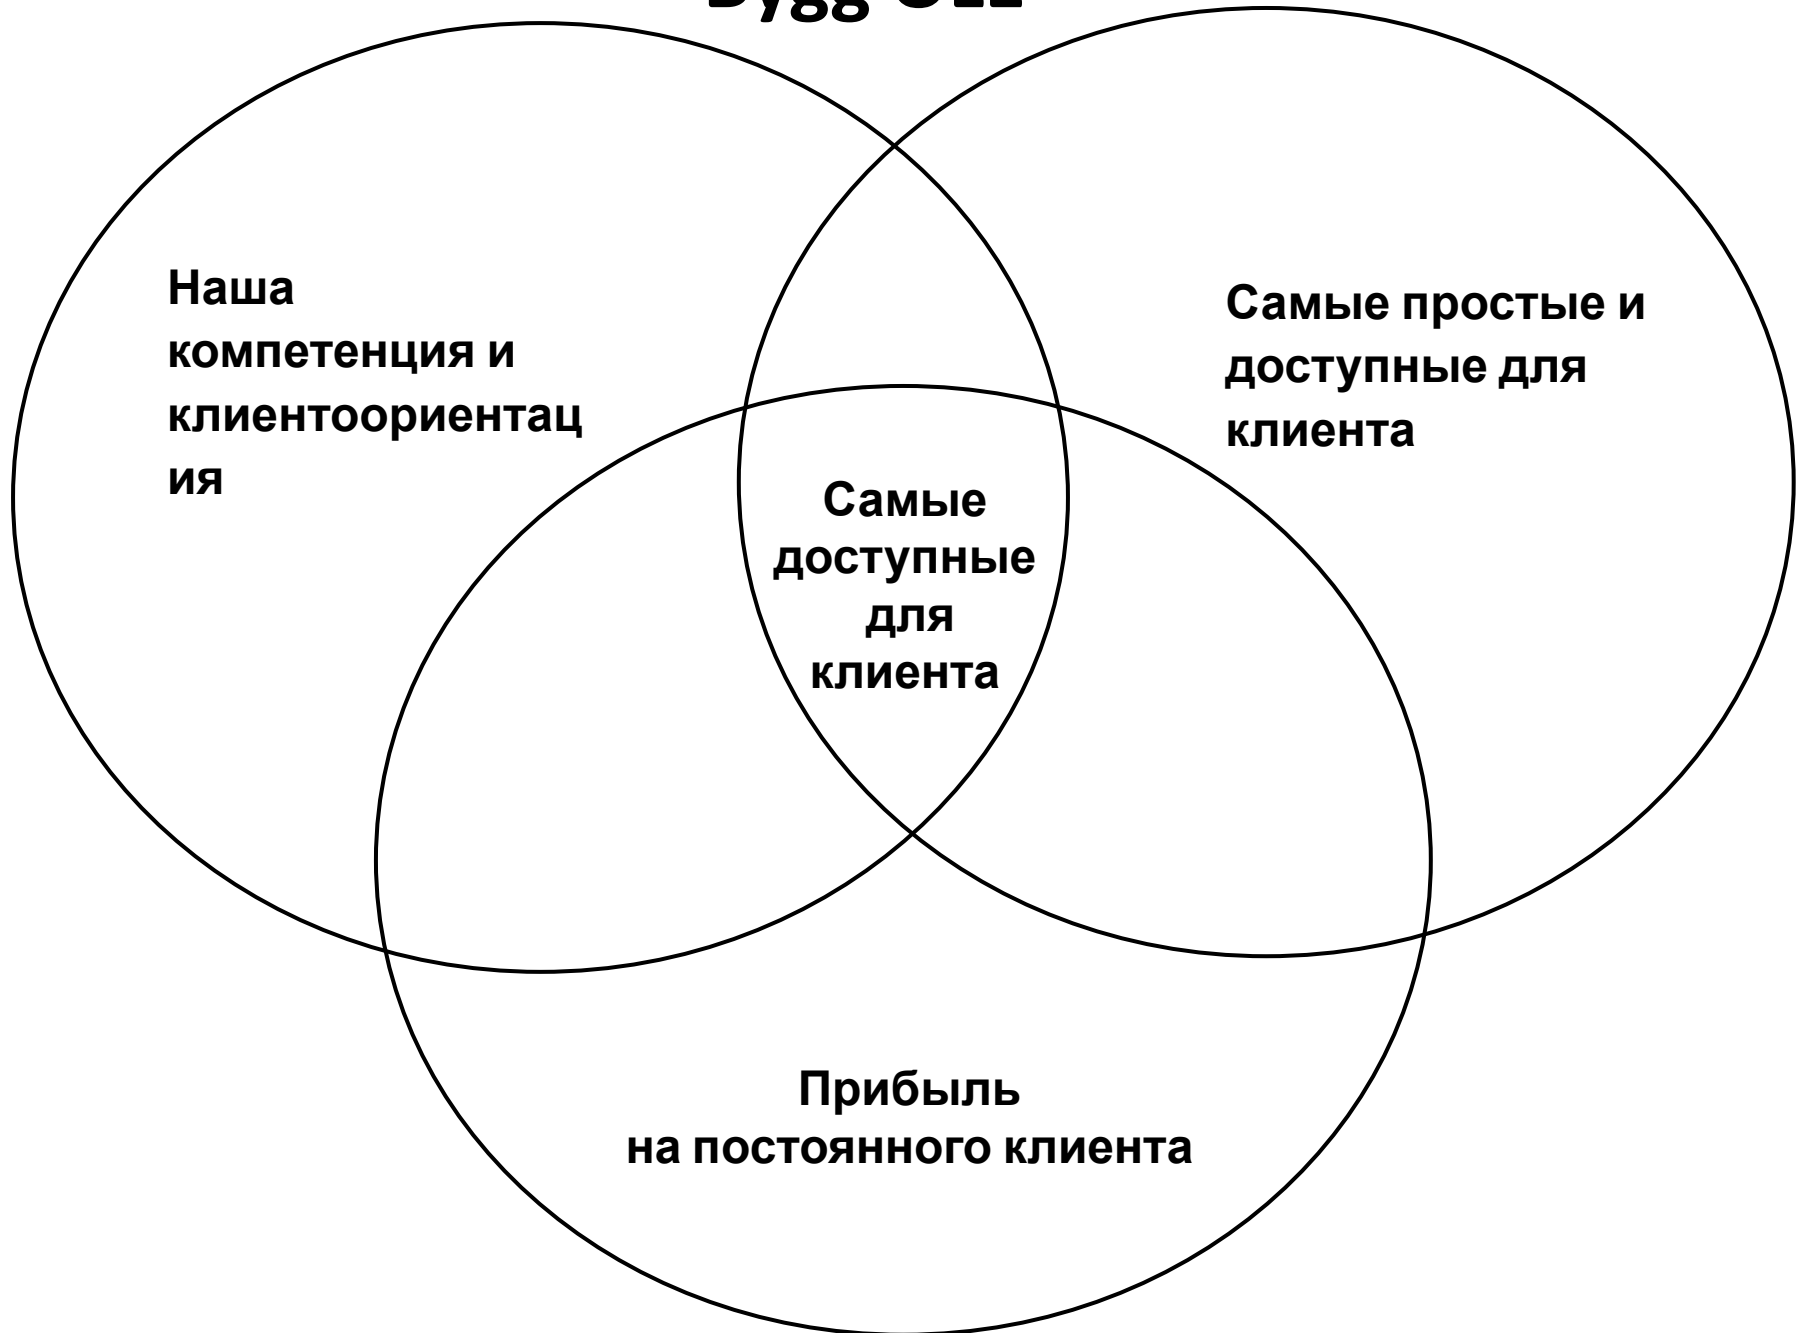 Наша
компетенция и
клиентоориентац
ия
Самые простые и
доступные для
клиента
Самые
доступные
для
клиента
Прибыль
на постоянного клиента